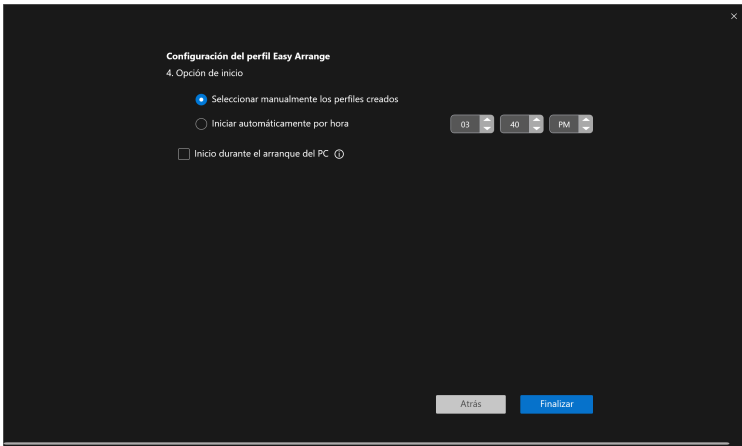 Configuración del perfil Easy Arrange
4. Opción de inicio
Seleccionar manualmente los perfiles creados
Iniciar automáticamente por hora 03 40 PM
Inicio durante el arranque del PC
Atrás Finalizar